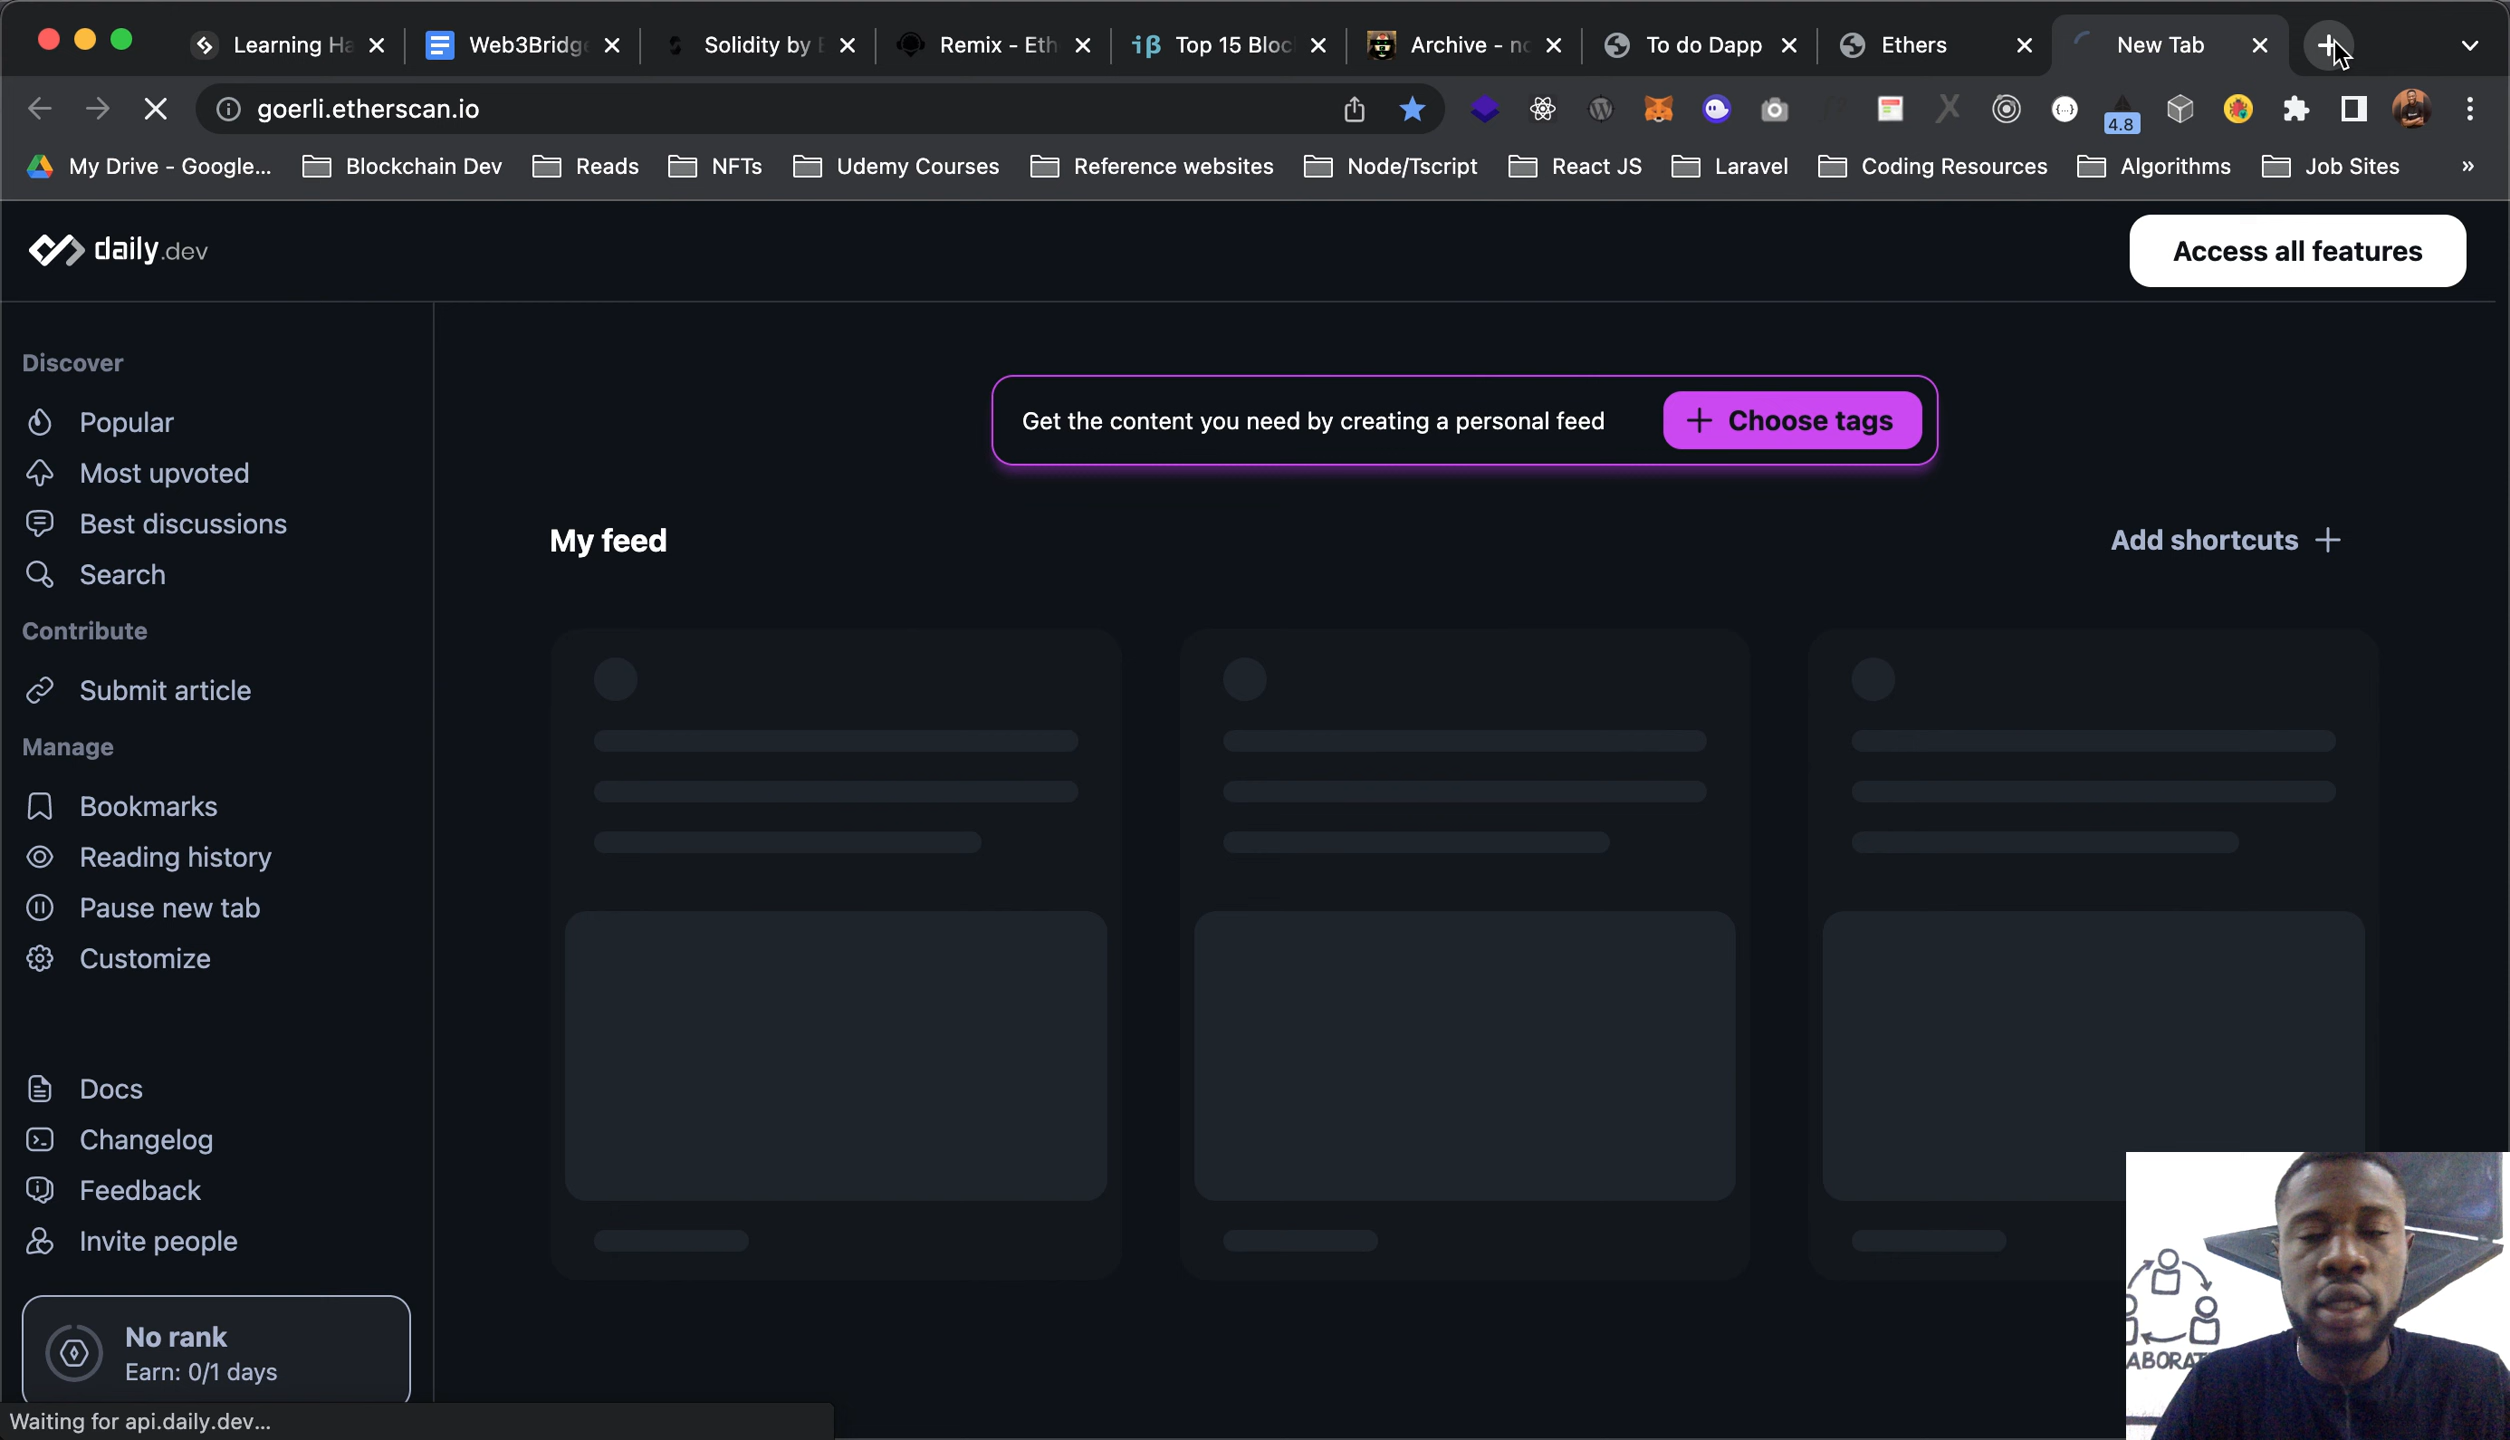 Learning Ha
Web3Bridge
Solidity by E
Remix - Eth
Top 15 Bloc
Archive - no
To do Dapp
Ethers
New Tab
goerli.etherscan.io
4.8
My Drive - Google...
Blockchain Dev
Reads
NFTs
Udemy Courses
Reference websites
Node/Tscript
React JS
Laravel
Coding Resources
Algorithms
Job Sites
»
daily.dev
Access all features
Discover
Popular
Most upvoted
Best discussions
Search
Contribute
Submit article
Manage
Bookmarks
Reading history
Pause new tab
Customize
Docs
Changelog
Feedback
Invite people
No rank
Earn: 0/1 days
Waiting for api.daily.dev...
Get the content you need by creating a personal feed
+ Choose tags
My feed
Add shortcuts +
ABORAT